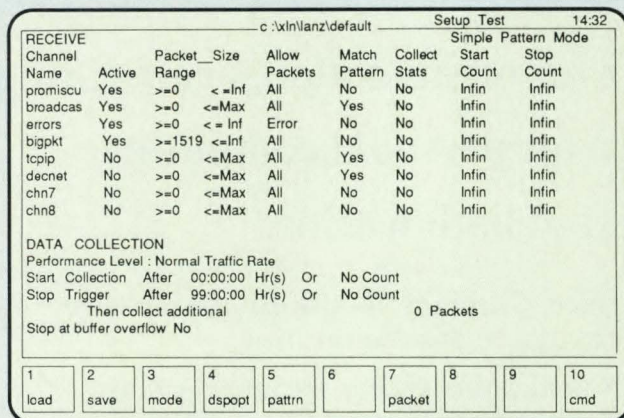 c :\xln\lanz\default Setup Test 14:32
RECEIVE Simple Pattern Mode
Channel Packet__Size Allow Match Collect Start Stop
Name Active Range Packets Pattern Stats Count Count
promiscu Yes >=0 < =Inf All No No Infin Infin
broadcas Yes >=0 <=Max All Yes No Infin Infin
errors Yes >=0 < = Inf Error No No Infin Infin
bigpkt Yes >=1519 <=Inf All No No Infin Infin
tcpip No >=0 <=Max All Yes No Infin Infin
decnet No >=0 <=Max All Yes No Infin Infin
chn7 No >=0 <=Max All No No Infin Infin
chn8 No >=0 <=Max All No No Infin Infin
DATA COLLECTION
Performance Level : Normal Traffic Rate
Start Collection After 00:00:00 Hr(s) Or No Count
Stop Trigger After 99:00:00 Hr(s) Or No Count
Then collect additional 0 Packets
Stop at buffer overflow No
1 2 3 4 5 6 7 8 9 10
load save mode dspopt pattrn packet cmd